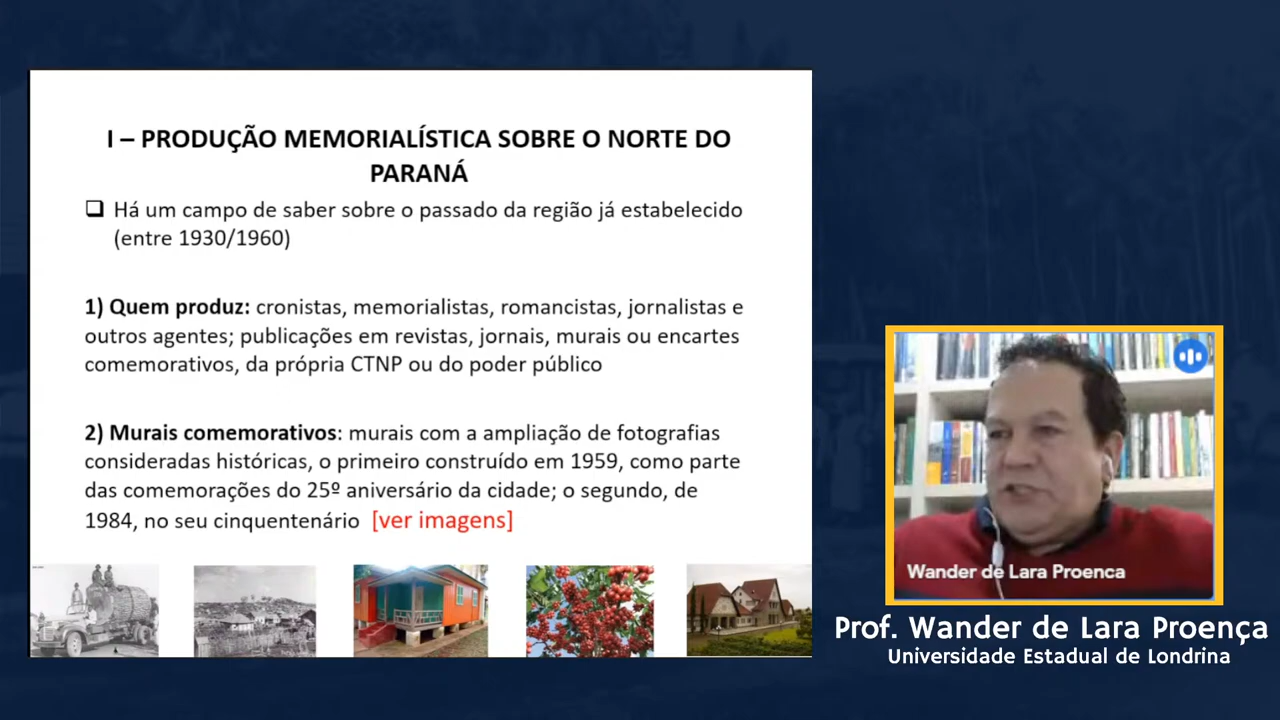 I – PRODUÇÃO MEMORIALÍSTICA SOBRE O NORTE DO
PARANÁ
❑ Há um campo de saber sobre o passado da região já estabelecido
(entre 1930/1960)
1) Quem produz: cronistas, memorialistas, romancistas, jornalistas e
outros agentes; publicações em revistas, jornais, murais ou encartes
comemorativos, da própria CTNP ou do poder público
2) Murais comemorativos: murais com a ampliação de fotografias
consideradas históricas, o primeiro construído em 1959, como parte
das comemorações do 25º aniversário da cidade; o segundo, de
1984, no seu cinquentenário [ver imagens]
Wander de Lara Proenca
Prof. Wander de Lara Proença
Universidade Estadual de Londrina